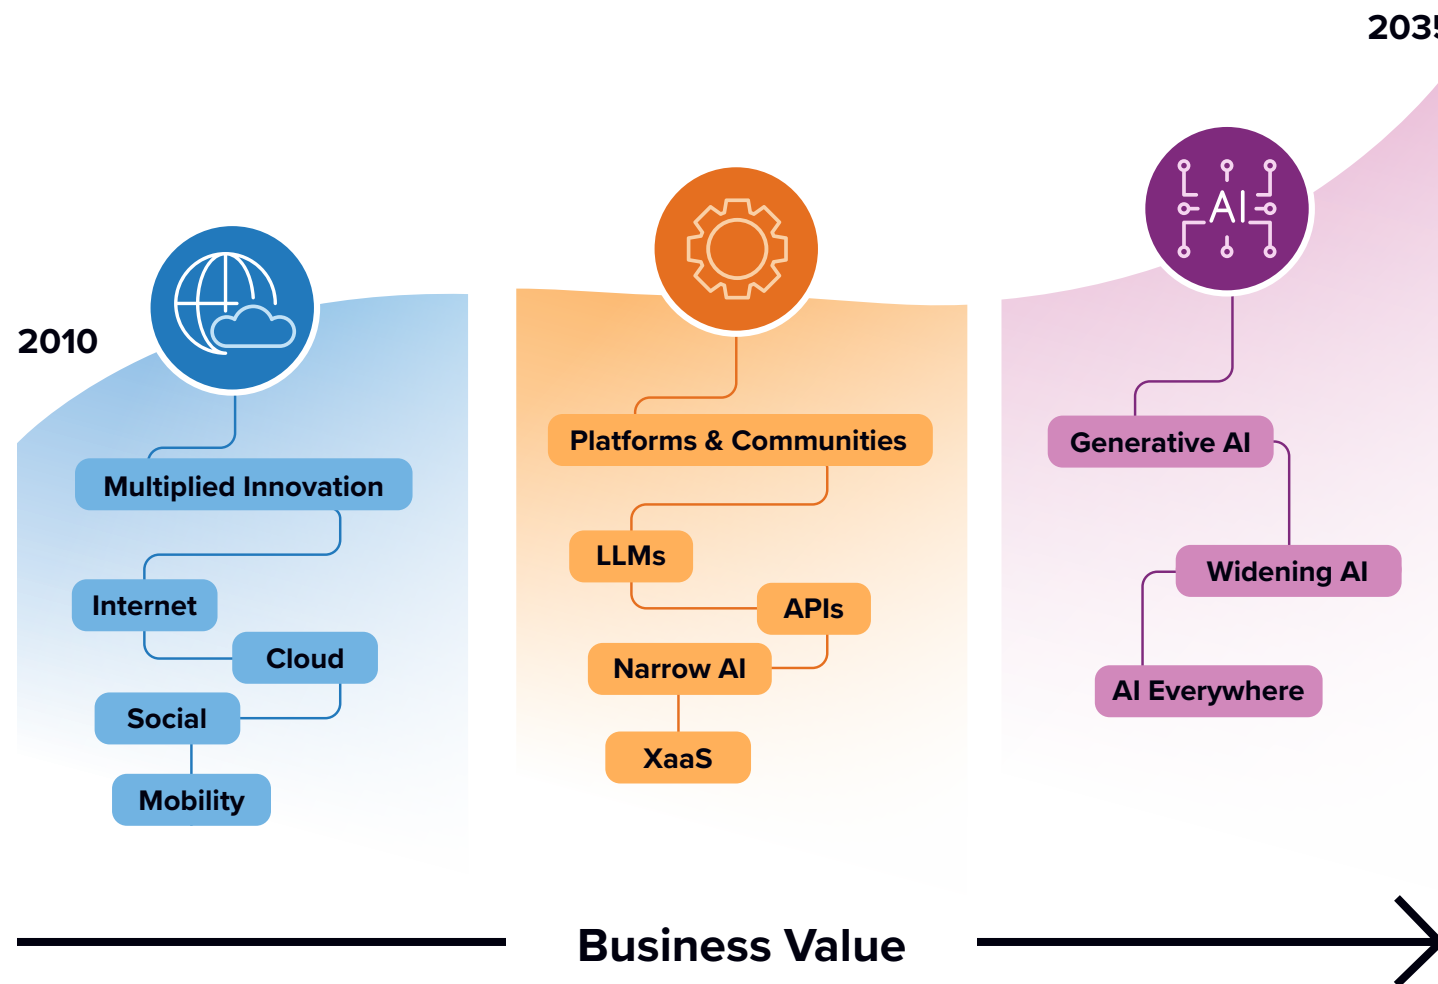 2035
2010
AI
Multiplied Innovation
Internet
Cloud
Social
Mobility
Platforms & Communities
LLMs
APIs
Narrow AI
XaaS
Generative AI
Widening AI
AI Everywhere
Business Value